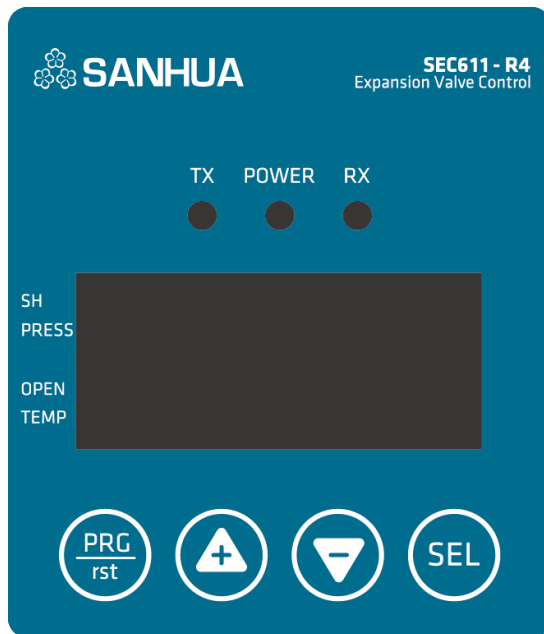 SANHUA
SEC611 - R4
Expansion Valve Control
TX POWER RX
SH
PRESS
OPEN
TEMP
PRG
rst
+
-
SEL